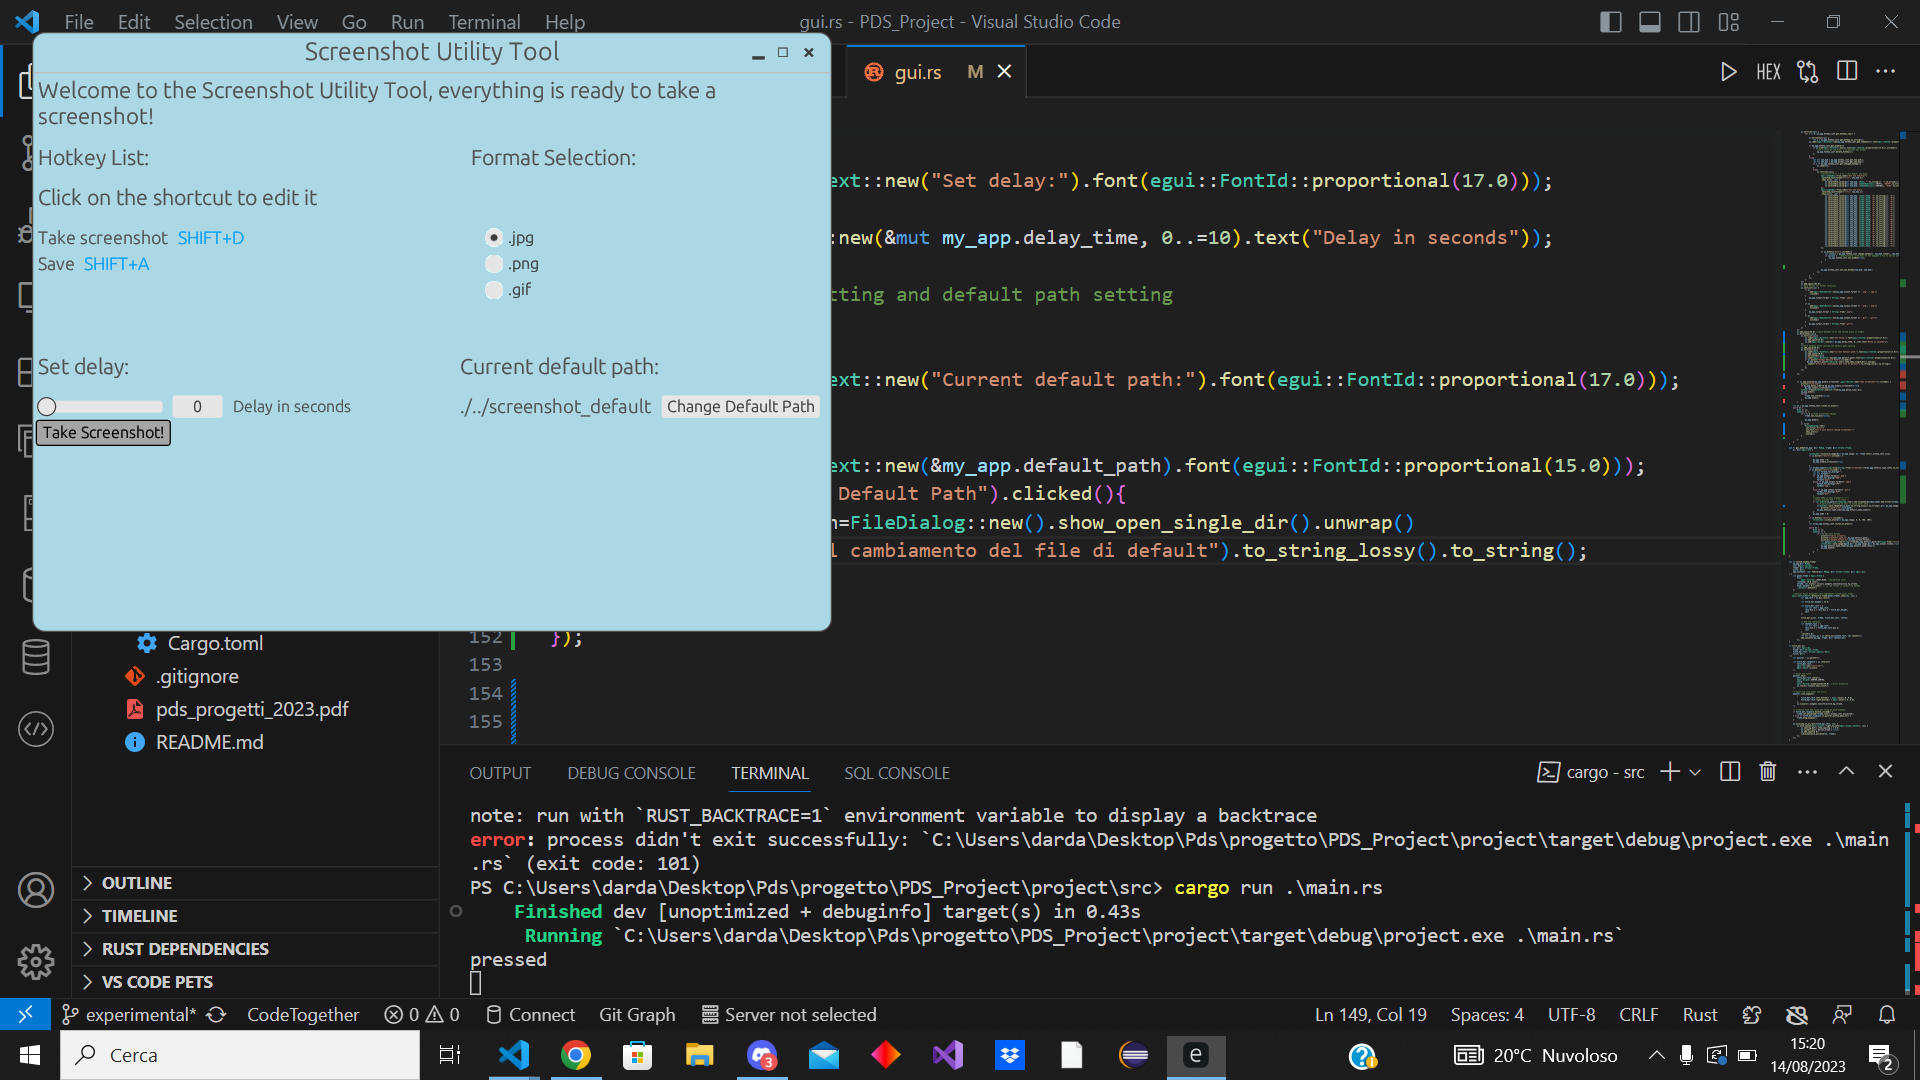 File Edit Selection View Go Run Terminal Help
gui.rs - PDS_Project - Visual Studio Code
Screenshot Utility Tool
Welcome to the Screenshot Utility Tool, everything is ready to take a
screenshot!
Hotkey List:
Format Selection:
Click on the shortcut to edit it
Take screenshot SHIFT+D
Save SHIFT+A
.jpg
.png
.gif
Set delay:
Current default path:
0 Delay in seconds
./../screenshot_default Change Default Path
Take Screenshot!
gui.rs M
HEX
ext::new("Set delay:").font(egui::FontId::proportional(17.0)));
:new(&mut my_app.delay_time, 0..=10).text("Delay in seconds"));
tting and default path setting
ext::new("Current default path:").font(egui::FontId::proportional(17.0)));
ext::new(&my_app.default_path).font(egui::FontId::proportional(15.0)));
Default Path").clicked(){
=FileDialog::new().show_open_single_dir().unwrap()
l cambiamento del file di default").to_string_lossy().to_string();
152 });
153
154
155
Cargo.toml
.gitignore
pds_progetti_2023.pdf
README.md
OUTLINE
TIMELINE
RUST DEPENDENCIES
VS CODE PETS
OUTPUT DEBUG CONSOLE TERMINAL SQL CONSOLE
cargo - src
note: run with `RUST_BACKTRACE=1` environment variable to display a backtrace
error: process didn't exit successfully: `C:\Users\darda\Desktop\Pds\progetto\PDS_Project\project\target\debug\project.exe .\main
.rs` (exit code: 101)
PS C:\Users\darda\Desktop\Pds\progetto\PDS_Project\project\src> cargo run .\main.rs
Finished dev [unoptimized + debuginfo] target(s) in 0.43s
Running `C:\Users\darda\Desktop\Pds\progetto\PDS_Project\project\target\debug\project.exe .\main.rs`
pressed
experimental* CodeTogether 0 0 Connect Git Graph Server not selected
Ln 149, Col 19 Spaces: 4 UTF-8 CRLF Rust
Cerca
3
e
20°C Nuvoloso
15:20
14/08/2023
2